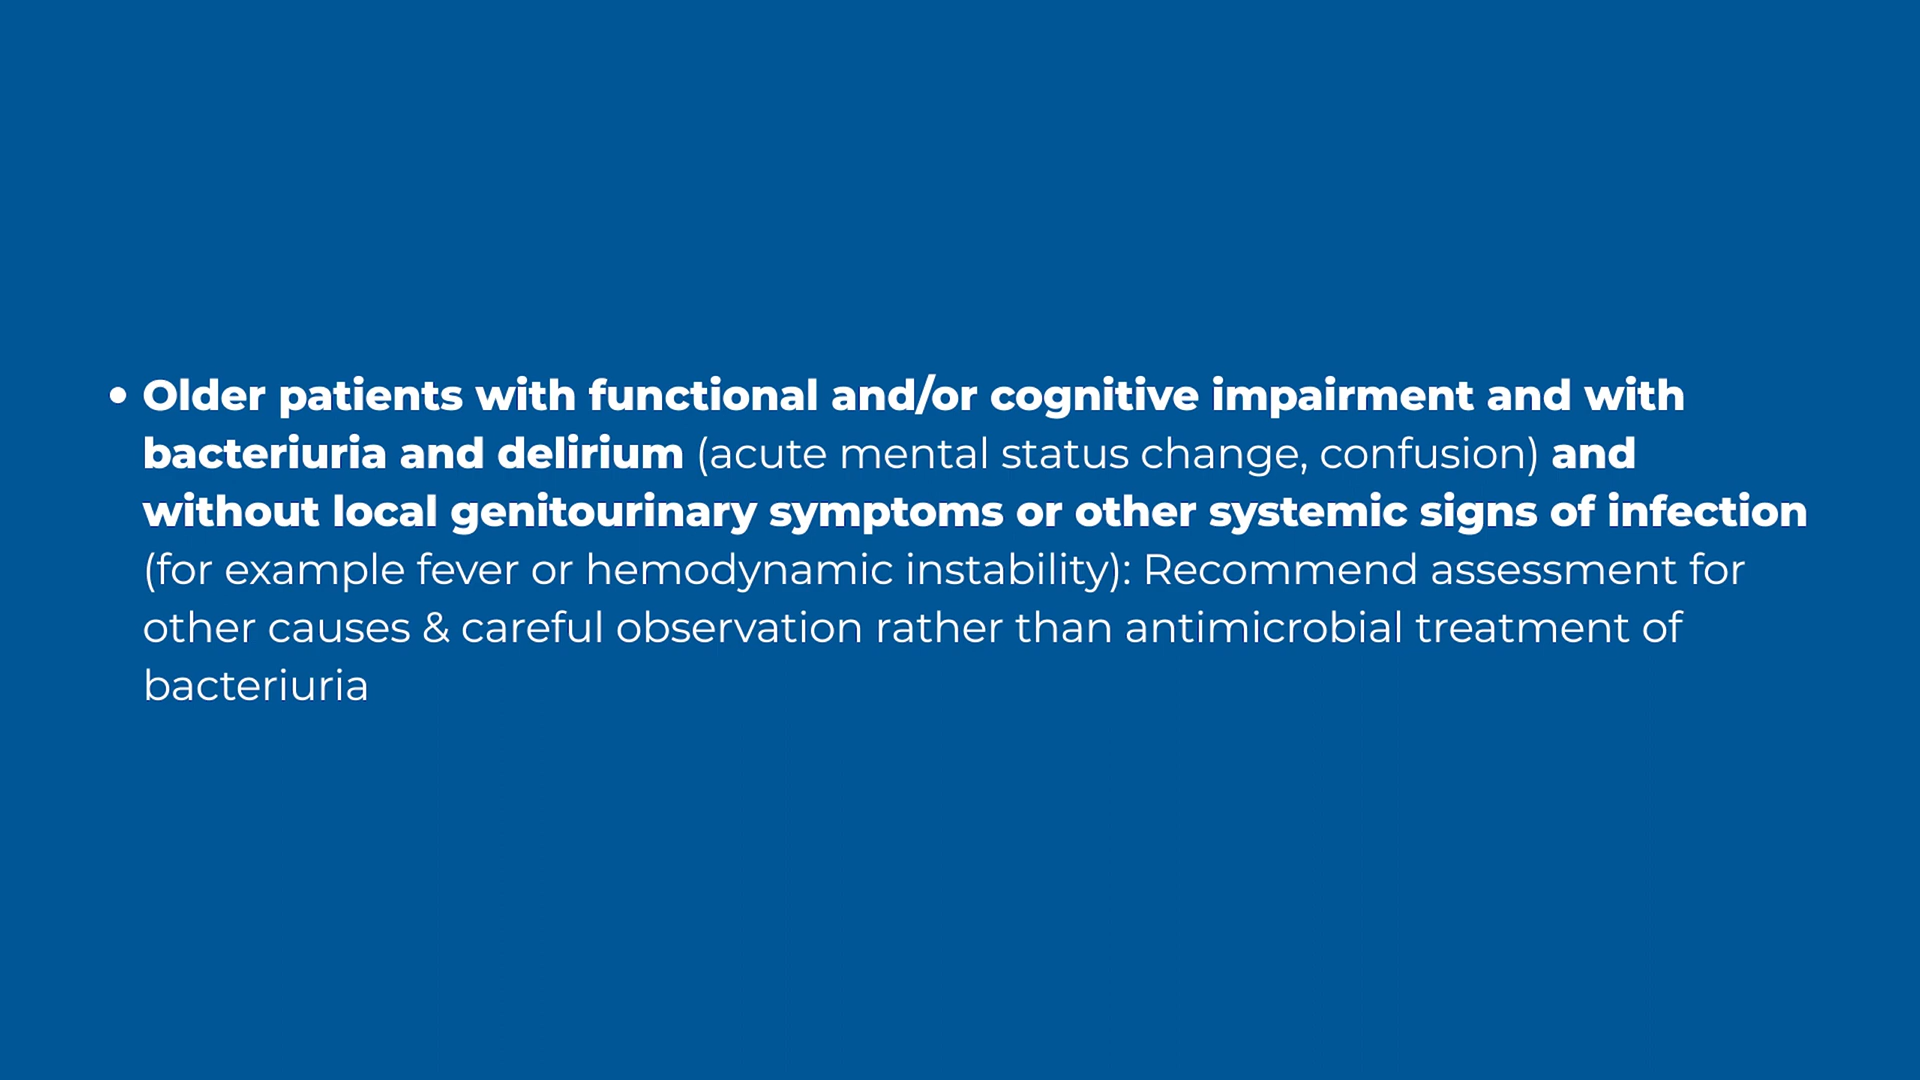 • Older patients with functional and/or cognitive impairment and with
bacteriuria and delirium (acute mental status change, confusion) and
without local genitourinary symptoms or other systemic signs of infection
(for example fever or hemodynamic instability): Recommend assessment for
other causes & careful observation rather than antimicrobial treatment of
bacteriuria